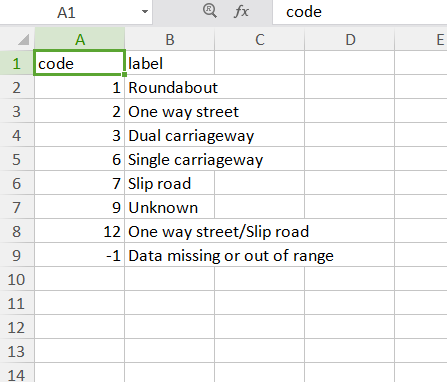 A1 fx code
A B C D E
1 code label
2 1 Roundabout
3 2 One way street
4 3 Dual carriageway
5 6 Single carriageway
6 7 Slip road
7 9 Unknown
8 12 One way street/Slip road
9 -1 Data missing or out of range
10
11
12
13
14